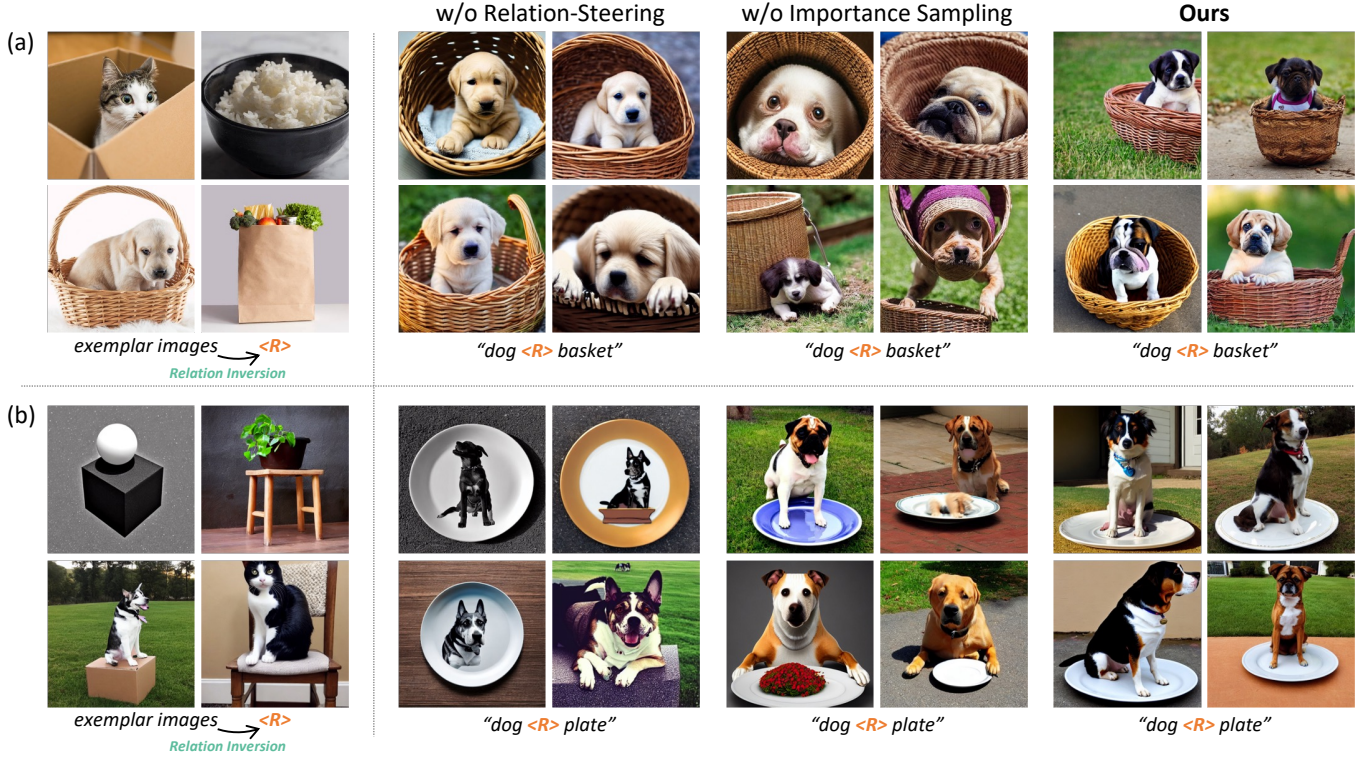 w/o Relation-Steering
w/o Importance Sampling
Ours
(a)
exemplar images
<R>
Relation Inversion
“dog <R> basket”
“dog <R> basket”
“dog <R> basket”
(b)
exemplar images
<R>
Relation Inversion
“dog <R> plate”
“dog <R> plate”
“dog <R> plate”